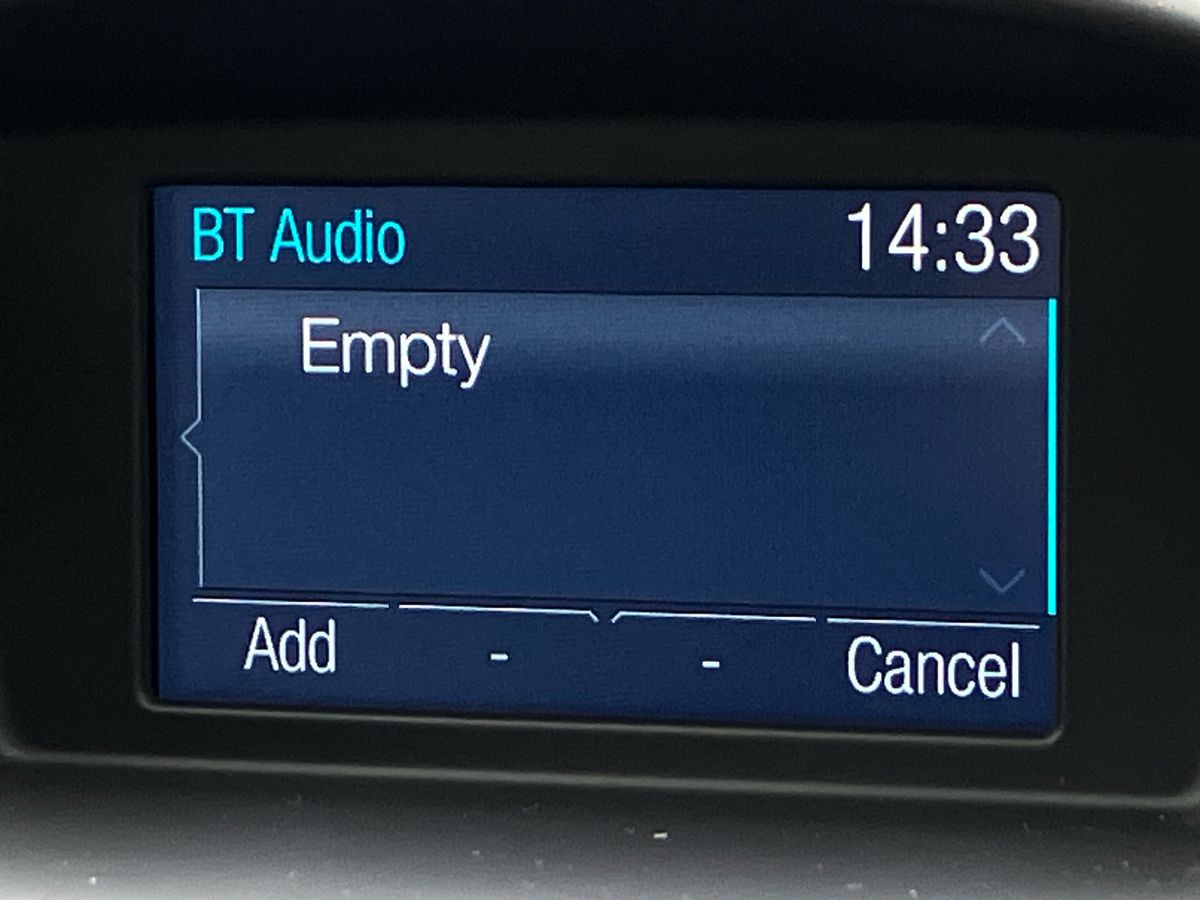 BT Audio 14:33
Empty
Add - - Cancel